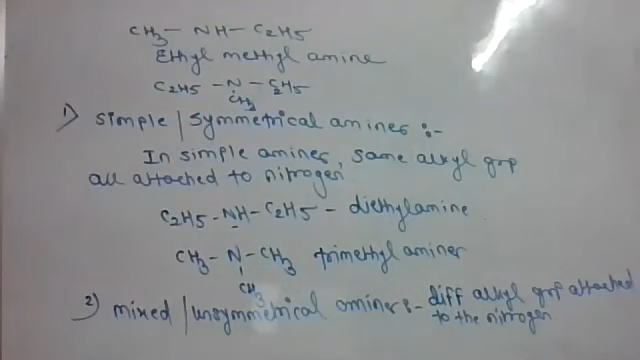 CH3 - NH - C2H5
Ethyl methyl amine
C2H5 - N - C2H5
CH3
1) Simple / Symmetrical amines :-
In simple amines, same alkyl grp
all attached to nitrogen
C2H5 - NH - C2H5 - diethylamine
CH3 - N - CH3 trimethyl amines
CH3
2) mixed / unsymmetrical amines - diff alkyl grp attached
to the nitrogen